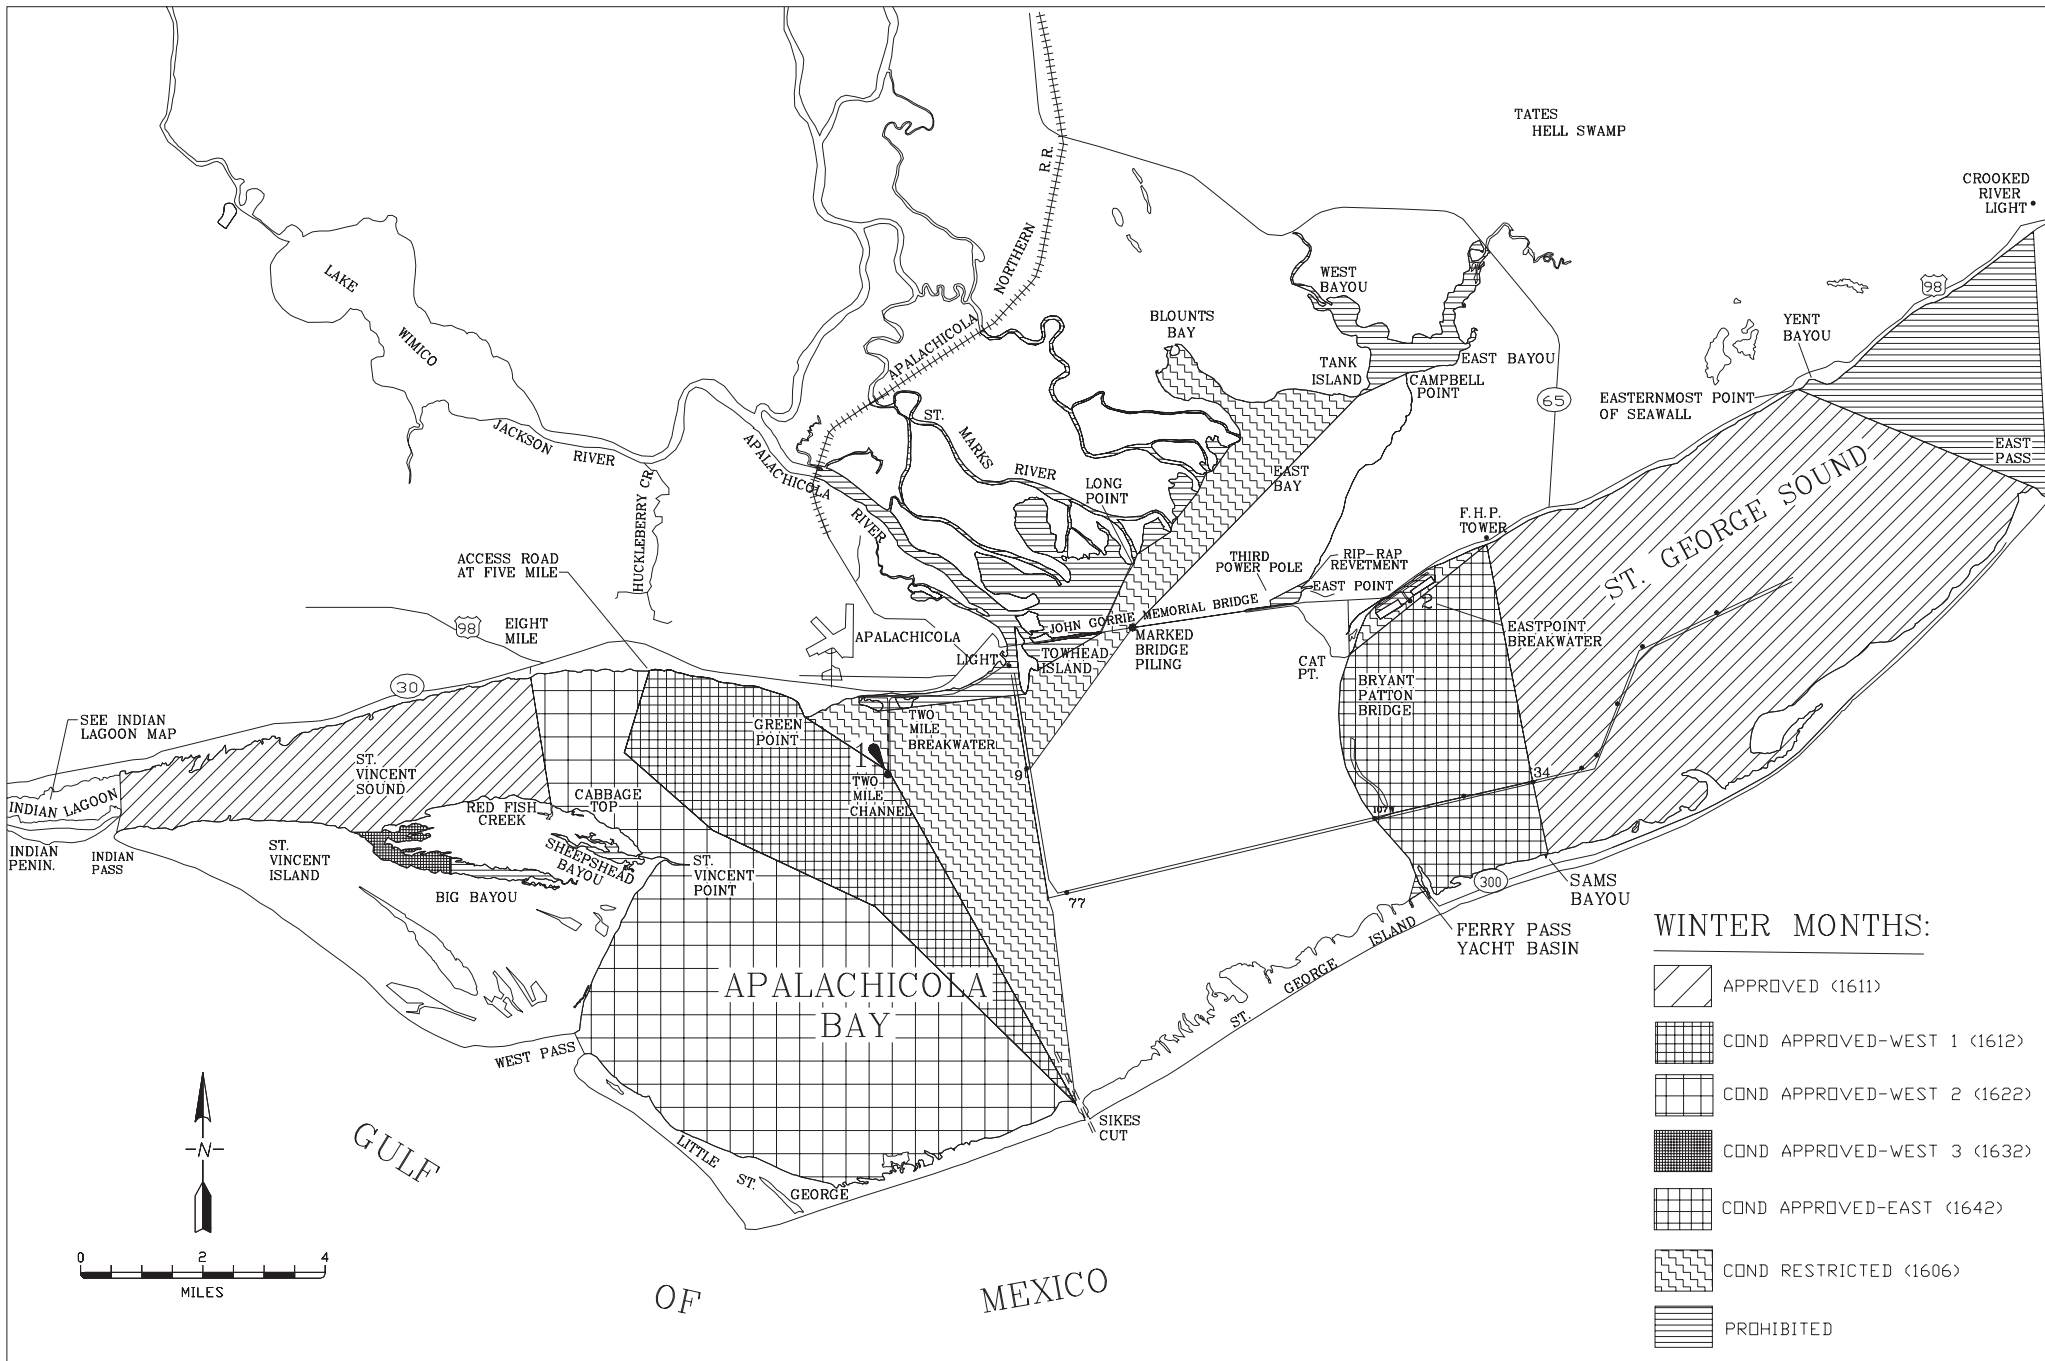 TATES
HELL SWAMP
CROOKED
RIVER
LIGHT
R.R.
NORTHERN
APALACHICOLA
LAKE
WIMICO
WEST
BAYOU
98
BLOUNTS
BAY
YENT
BAYOU
TANK
ISLAND
EAST BAYOU
CAMPBELL
POINT
65
EASTERNMOST POINT
OF SEAWALL
ST.
MARKS
RIVER
JACKSON
RIVER
APALACHICOLA
RIVER
HUCKLEBERRY CR.
EAST
PASS
EAST
BAY
LONG
POINT
ST. GEORGE SOUND
F.H.P.
TOWER
ACCESS ROAD
AT FIVE MILE
THIRD
POWER POLE
RIP-RAP
REVETMENT
EAST POINT
2
JOHN GORRIE MEMORIAL BRIDGE
98
EIGHT
MILE
APALACHICOLA
LIGHT
TOWHEAD
ISLAND
MARKED
BRIDGE
PILING
EASTPOINT
BREAKWATER
CAT
PT.
BRYANT
PATTON
BRIDGE
30
SEE INDIAN
LAGOON MAP
GREEN
POINT
TWO
MILE
BREAKWATER
1
TWO
MILE
CHANNEL
9
34
ST.
VINCENT
SOUND
INDIAN LAGOON
RED FISH
CREEK
CABBAGE
TOP
INDIAN
PENIN.
INDIAN
PASS
ST.
VINCENT
ISLAND
SHEEPSHEAD
BAYOU
ST.
VINCENT
POINT
BIG BAYOU
77
300
SAMS
BAYOU
FERRY PASS
YACHT BASIN
ST.
GEORGE
ISLAND
APALACHICOLA
BAY
WEST PASS
SIKES
CUT
LITTLE
ST.
GEORGE
GULF
OF
MEXICO
-N-
0 2 4
MILES
WINTER MONTHS:
APPROVED (1611)
COND APPROVED-WEST 1 (1612)
COND APPROVED-WEST 2 (1622)
COND APPROVED-WEST 3 (1632)
COND APPROVED-EAST (1642)
COND RESTRICTED (1606)
PROHIBITED